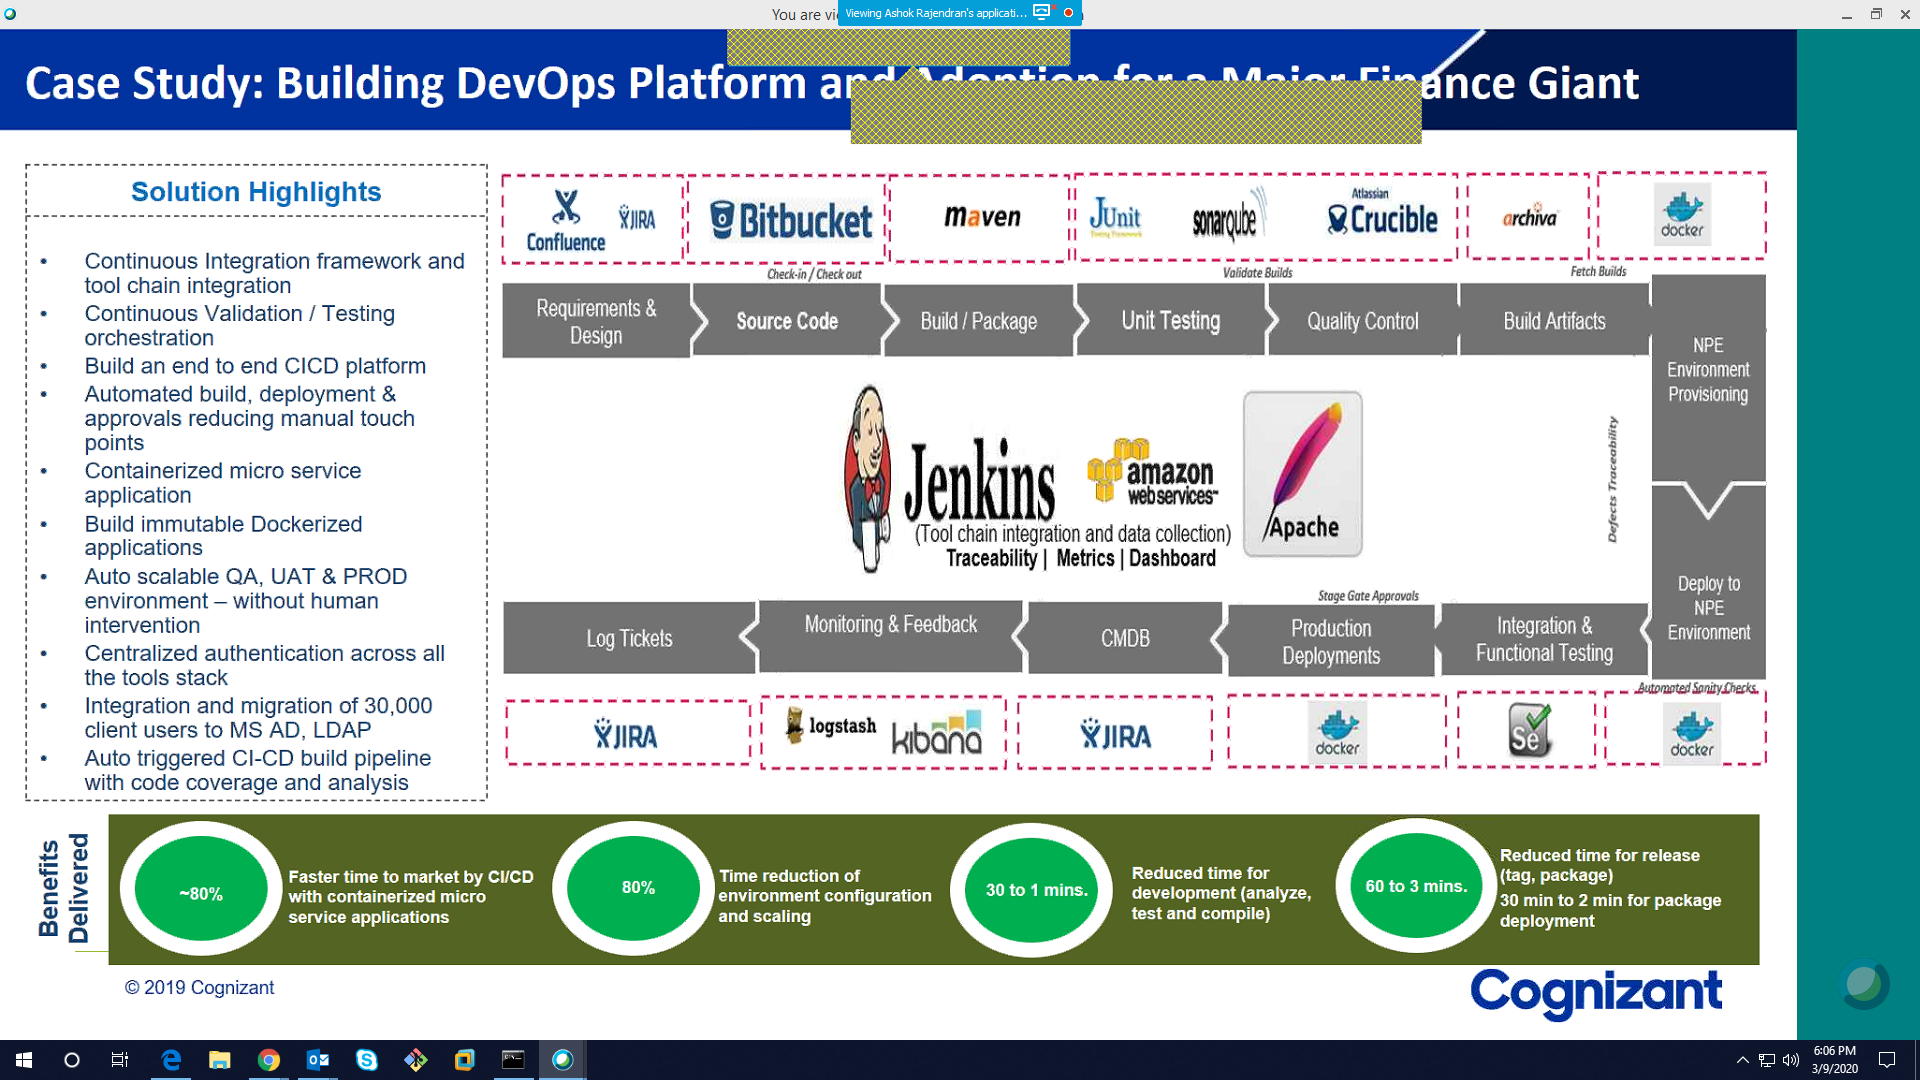 You are vi
Viewing Ashok Rajendran's applicati...
Case Study: Building DevOps Platform and Adoption for a Major Finance Giant
Solution Highlights
• Continuous Integration framework and
tool chain integration
• Continuous Validation / Testing
orchestration
• Build an end to end CICD platform
• Automated build, deployment &
approvals reducing manual touch
points
• Containerized micro service
application
• Build immutable Dockerized
applications
• Auto scalable QA, UAT & PROD
environment – without human
intervention
• Centralized authentication across all
the tools stack
• Integration and migration of 30,000
client users to MS AD, LDAP
• Auto triggered CI-CD build pipeline
with code coverage and analysis
Confluence
JIRA
Bitbucket
maven
JUnit
Testing Framework
sonarqube
Atlassian
Crucible
archiva
docker
Check-in / Check out
Validate Builds
Fetch Builds
Requirements &
Design
Source Code
Build / Package
Unit Testing
Quality Control
Build Artifacts
NPE
Environment
Provisioning
Jenkins
amazon
webservices™
Apache
(Tool chain integration and data collection)
Traceability | Metrics | Dashboard
Defects Traceability
Stage Gate Approvals
Log Tickets
Monitoring & Feedback
CMDB
Production
Deployments
Integration &
Functional Testing
Deploy to
NPE
Environment
Automated Sanity Checks
JIRA
logstash
kibana
JIRA
docker
Se
docker
Benefits
Delivered
~80%
Faster time to market by CI/CD
with containerized micro
service applications
80%
Time reduction of
environment configuration
and scaling
30 to 1 mins.
Reduced time for
development (analyze,
test and compile)
60 to 3 mins.
Reduced time for release
(tag, package)
30 min to 2 min for package
deployment
© 2019 Cognizant
Cognizant
6:06 PM
3/9/2020